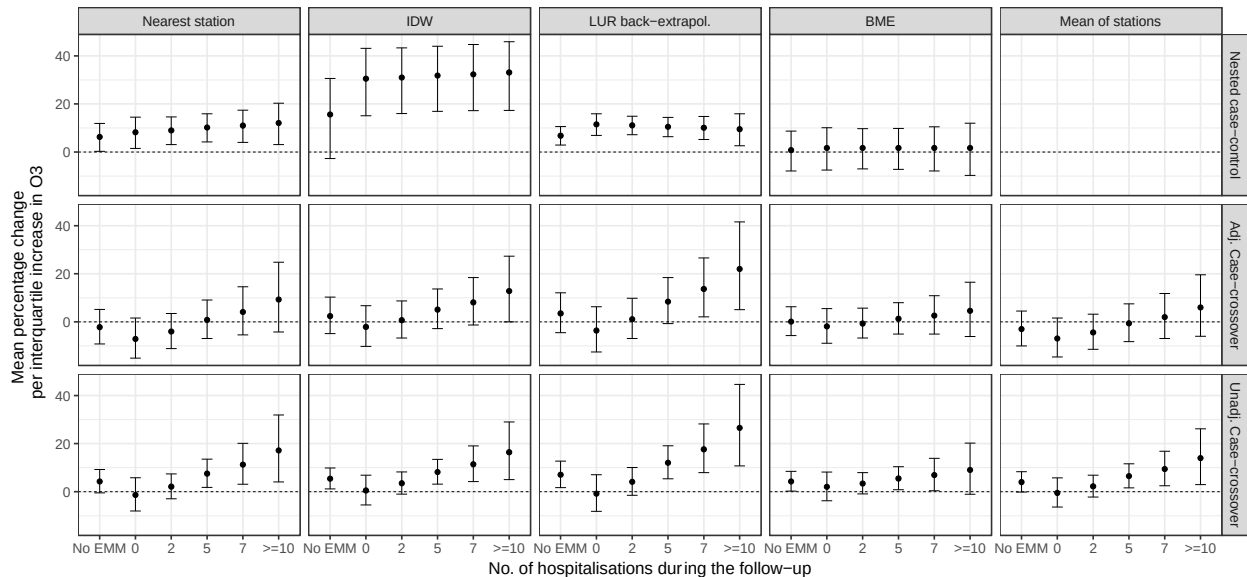 Nearest station IDW LUR back−extrapol. BME Mean of stations
40
20
0
Nested case−control
40
20
0
Adj. Case−crossover
40
20
0
Unadj. Case−crossover
Mean percentage change
per interquartile increase in O3
No EMM 0 2 5 7 >=10 No EMM 0 2 5 7 >=10 No EMM 0 2 5 7 >=10 No EMM 0 2 5 7 >=10 No EMM 0 2 5 7 >=10
No. of hospitalisations during the follow−up